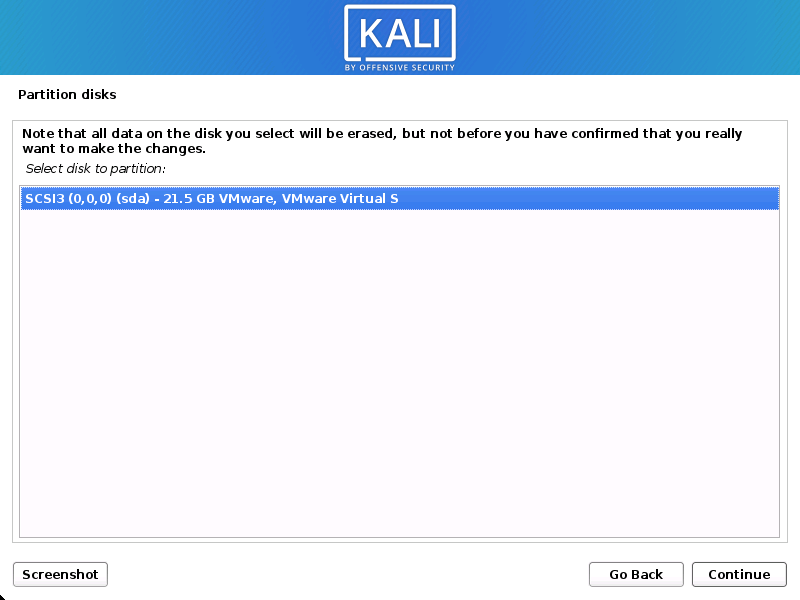 KALI
BY OFFENSIVE SECURITY
Partition disks
Note that all data on the disk you select will be erased, but not before you have confirmed that you really
want to make the changes.
Select disk to partition:
SCSI3 (0,0,0) (sda) - 21.5 GB VMware, VMware Virtual S
Screenshot
Go Back
Continue